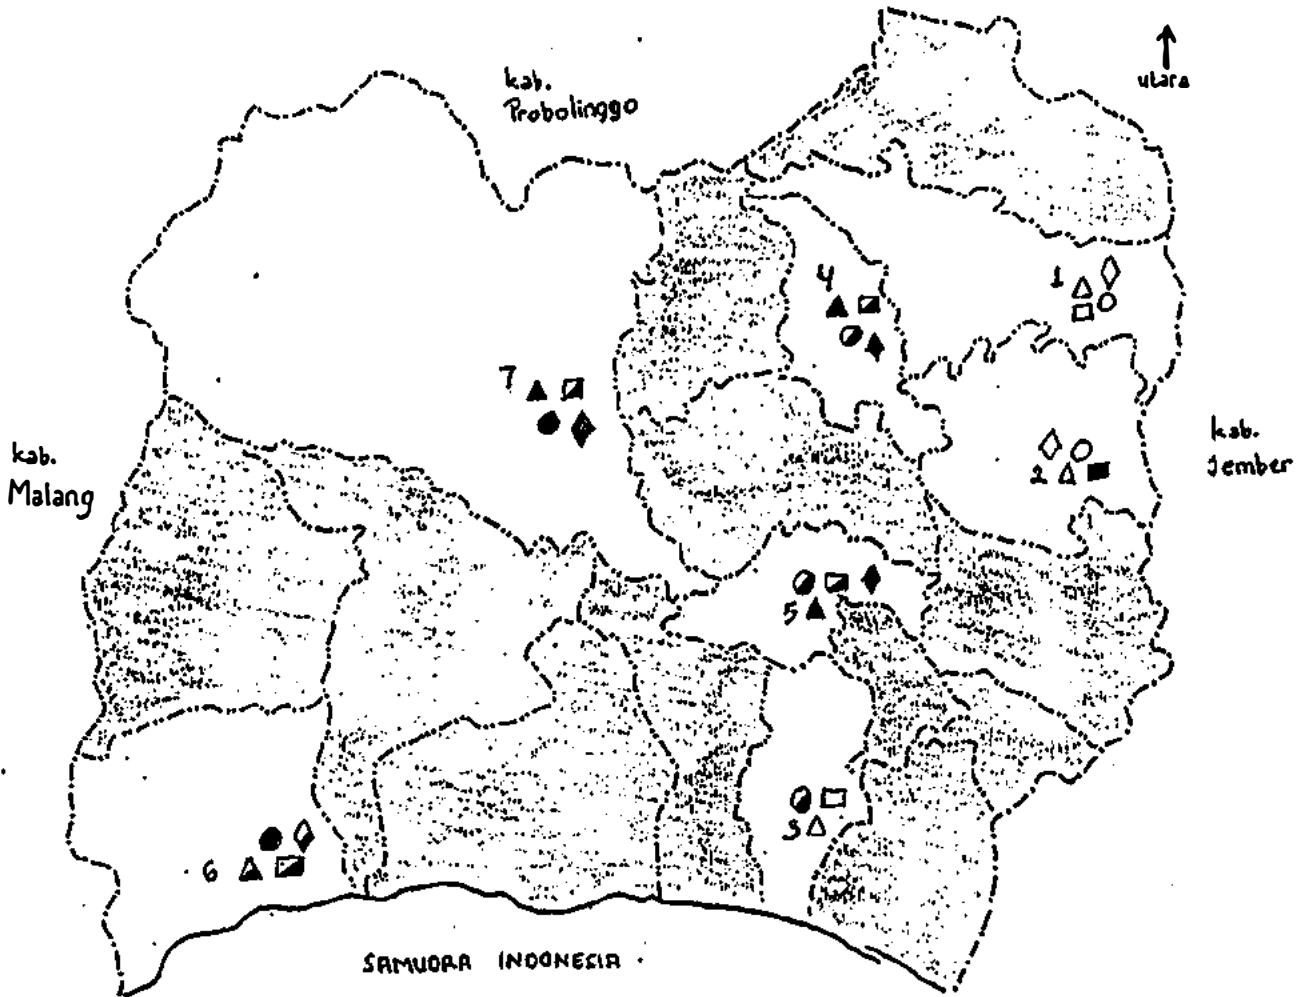 kab.
Probolinggo
utara
4
1
7
kab.
Malang
kab.
Jember
2
5
3
6
SAMUDRA INDONESIA